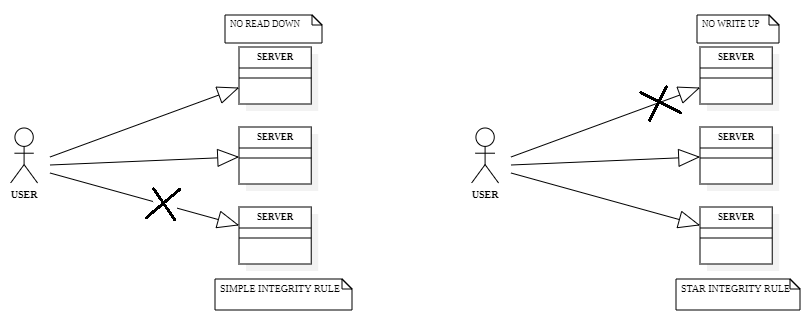 NO READ DOWN
SERVER
SERVER
USER
SERVER
SIMPLE INTEGRITY RULE
NO WRITE UP
SERVER
SERVER
USER
SERVER
STAR INTEGRITY RULE